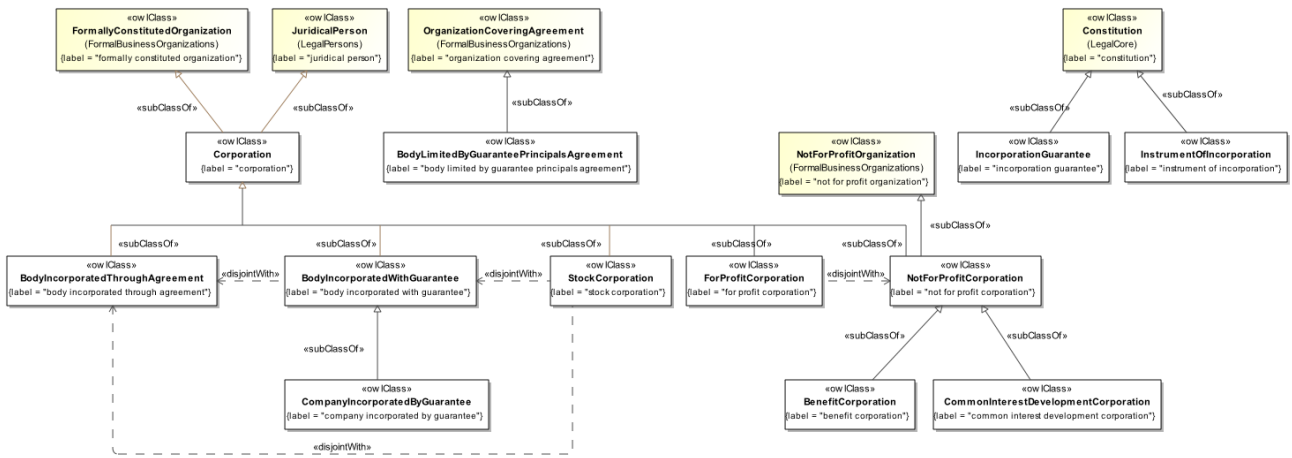 «owlClass»
FormallyConstitutedOrganization
(FormalBusinessOrganizations)
{label = "formally constituted organization"}
«owlClass»
JuridicalPerson
(LegalPersons)
{label = "juridical person"}
«owlClass»
OrganizationCoveringAgreement
(FormalBusinessOrganizations)
{label = "organization covering agreement"}
«owlClass»
Constitution
(LegalCore)
{label = "constitution"}
«subClassOf»
«subClassOf»
«subClassOf»
«subClassOf»
«subClassOf»
«owlClass»
Corporation
{label = "corporation"}
«owlClass»
BodyLimitedByGuaranteePrincipalsAgreement
{label = "body limited by guarantee principals agreement"}
«owlClass»
NotForProfitOrganization
(FormalBusinessOrganizations)
{label = "not for profit organization"}
«owlClass»
IncorporationGuarantee
{label = "incorporation guarantee"}
«owlClass»
InstrumentOfIncorporation
{label = "instrument of incorporation"}
«subClassOf»
«subClassOf»
«subClassOf»
«subClassOf»
«subClassOf»
«subClassOf»
«owlClass»
BodyIncorporatedThroughAgreement
{label = "body incorporated through agreement"}
«disjointWith»
«owlClass»
BodyIncorporatedWithGuarantee
{label = "body incorporated with guarantee"}
«disjointWith»
«owlClass»
StockCorporation
{label = "stock corporation"}
«owlClass»
ForProfitCorporation
{label = "for profit corporation"}
«disjointWith»
«owlClass»
NotForProfitCorporation
{label = "not for profit corporation"}
«subClassOf»
«subClassOf»
«subClassOf»
«owlClass»
CompanyIncorporatedByGuarantee
{label = "company incorporated by guarantee"}
«owlClass»
BenefitCorporation
{label = "benefit corporation"}
«owlClass»
CommonInterestDevelopmentCorporation
{label = "common interest development corporation"}
«disjointWith»